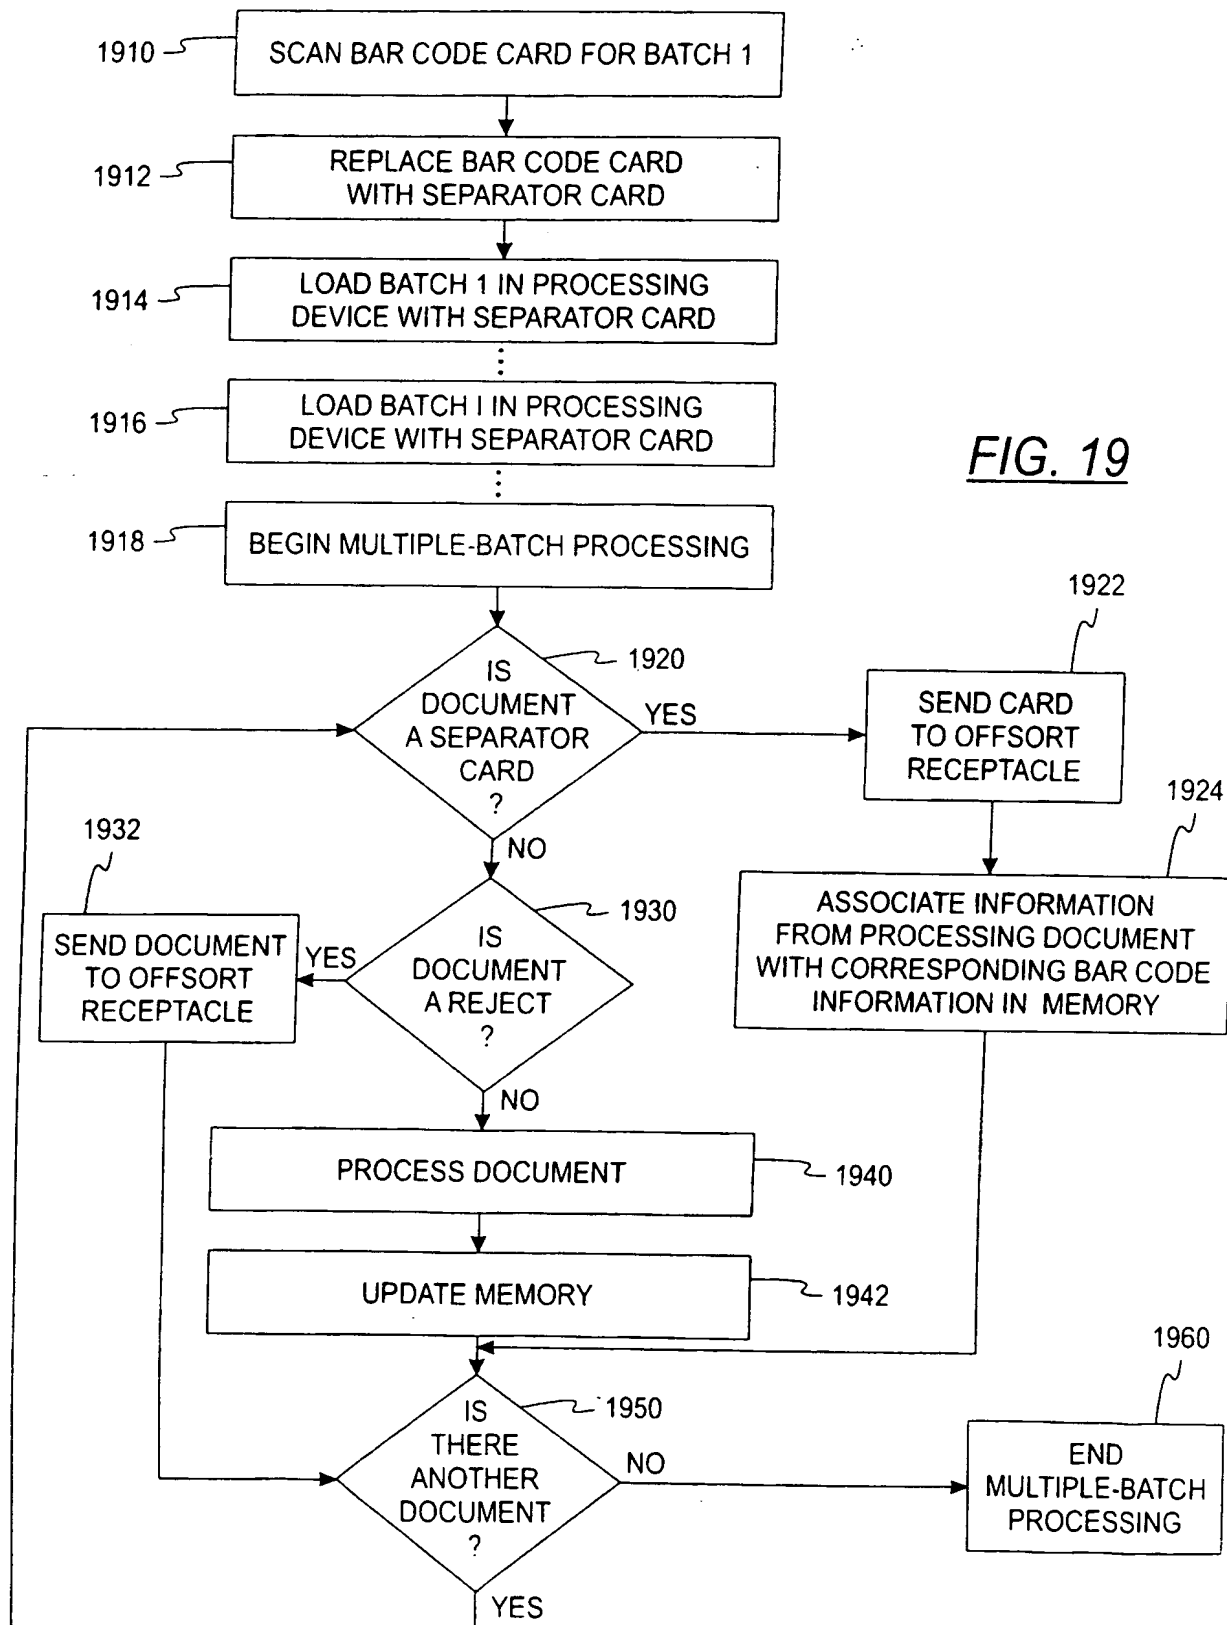 1910
SCAN BAR CODE CARD FOR BATCH 1
1912
REPLACE BAR CODE CARD
WITH SEPARATOR CARD
1914
LOAD BATCH 1 IN PROCESSING
DEVICE WITH SEPARATOR CARD
1916
LOAD BATCH I IN PROCESSING
DEVICE WITH SEPARATOR CARD
FIG. 19
1918
BEGIN MULTIPLE-BATCH PROCESSING
1920
IS
DOCUMENT
A SEPARATOR
CARD
?
YES
NO
1922
SEND CARD
TO OFFSORT
RECEPTACLE
1924
ASSOCIATE INFORMATION
FROM PROCESSING DOCUMENT
WITH CORRESPONDING BAR CODE
INFORMATION IN MEMORY
1932
SEND DOCUMENT
TO OFFSORT
RECEPTACLE
YES
1930
IS
DOCUMENT
A REJECT
?
NO
PROCESS DOCUMENT
1940
UPDATE MEMORY
1942
1950
IS
THERE
ANOTHER
DOCUMENT
?
NO
YES
1960
END
MULTIPLE-BATCH
PROCESSING